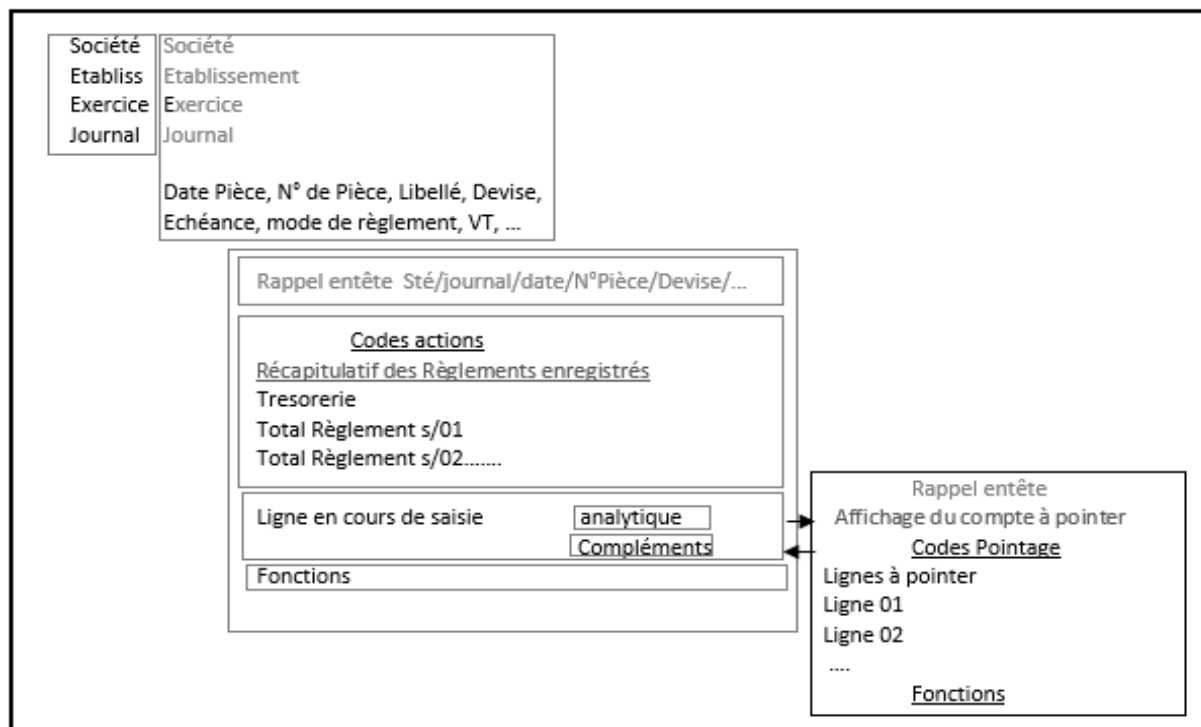 Société Société
Etabliss Etablissement
Exercice Exercice
Journal Journal
Date Pièce, N° de Pièce, Libellé, Devise,
Echéance, mode de règlement, VT, ...
Rappel entête Sté/journal/date/N°Pièce/Devise/...
Codes actions
Récapitulatif des Règlements enregistrés
Tresorerie
Total Règlement s/01
Total Règlement s/02.......
Ligne en cours de saisie analytique
Compléments
Fonctions
Rappel entête
Affichage du compte à pointer
Codes Pointage
Lignes à pointer
Ligne 01
Ligne 02
....
Fonctions